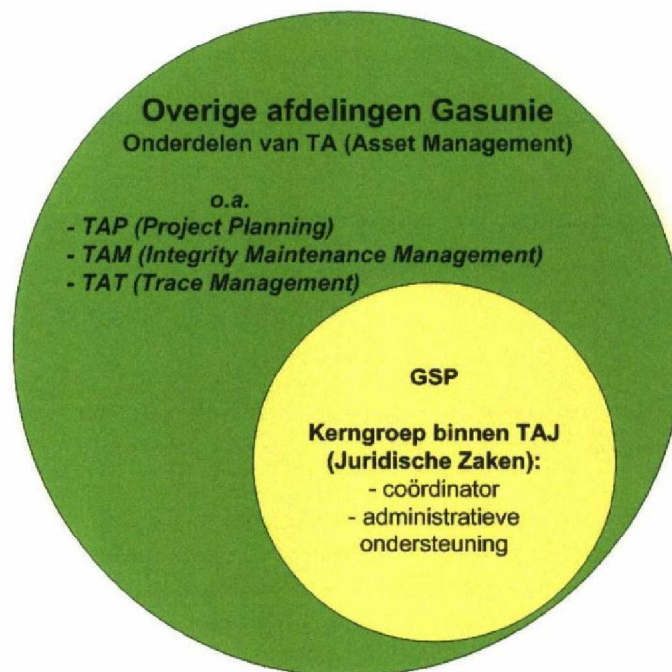 Overige afdelingen Gasunie
Onderdelen van TA (Asset Management)
o.a.
- TAP (Project Planning)
- TAM (Integrity Maintenance Management)
- TAT (Trace Management)
GSP
Kerngroep binnen TAJ
(Juridische Zaken):
- coördinator
- administratieve
ondersteuning